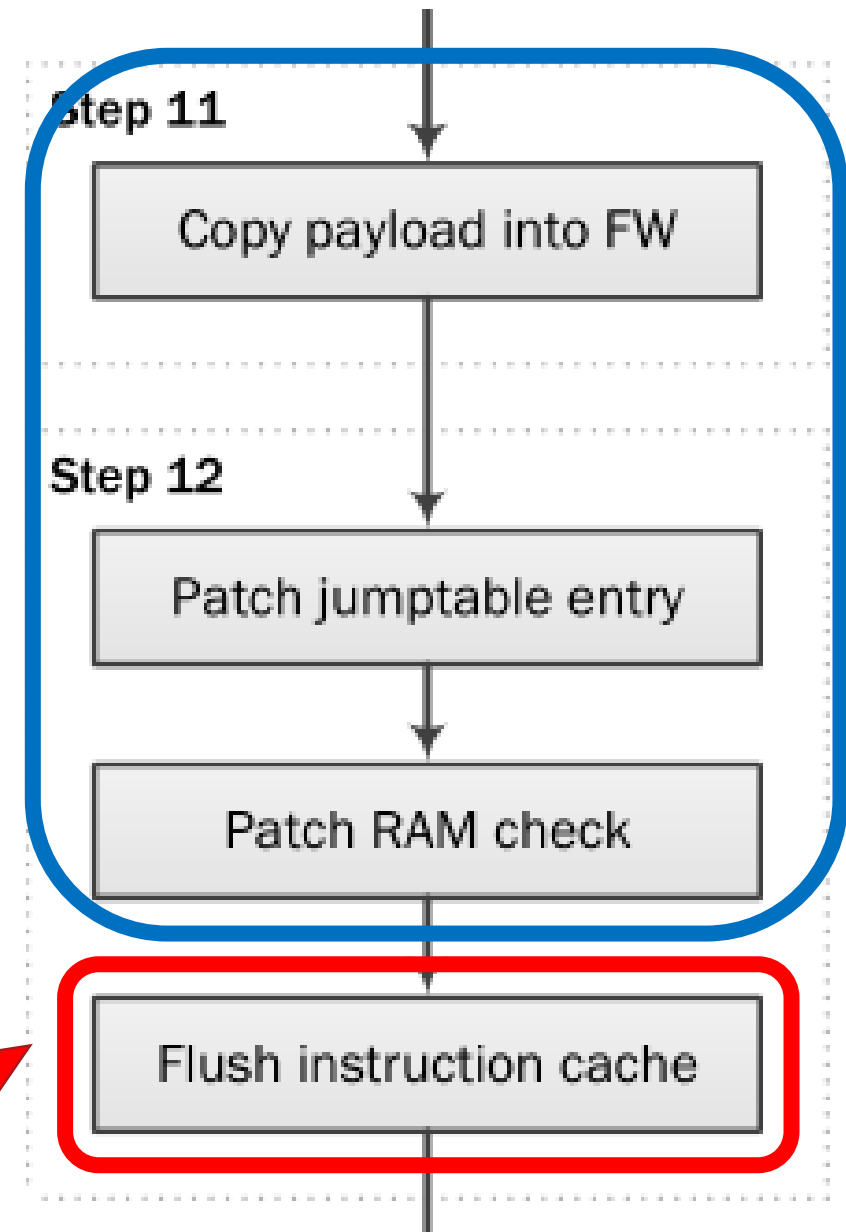 Step 11
Copy payload into FW
Step 12
Patch jumptable entry
Patch RAM check
Flush instruction cache